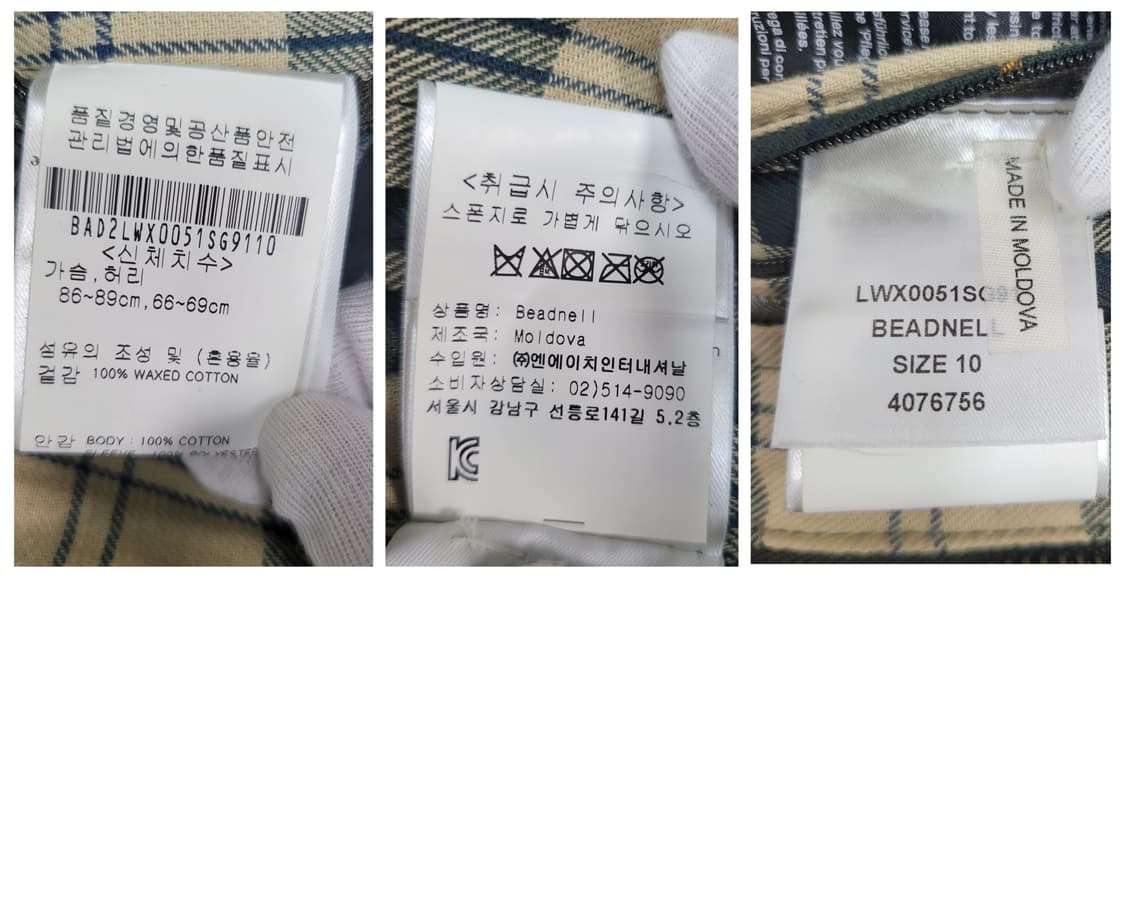 품질경영및공산품안전
관리법에의한품질표시
BAD2LWX0051SG9110
<신체치수>
가슴,허리
86~89cm,66~69cm
섬유의 조성 및 (혼용율)
겉감 100% WAXED COTTON
안감 BODY : 100% COTTON
SLEEVE 100% POLYESTER
<취급시 주의사항>
스폰지로 가볍게 닦으시오
상품명: Beadnell
제조국: Moldova
수입원: ㈜엔에이치인터내셔날
소비자상담실: 02)514-9090
서울시 강남구 선릉로141길 5.2층
MADE IN MOLDOVA
LWX0051SG9
BEADNELL
SIZE 10
4076756